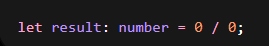 let result: number = 0 / 0;